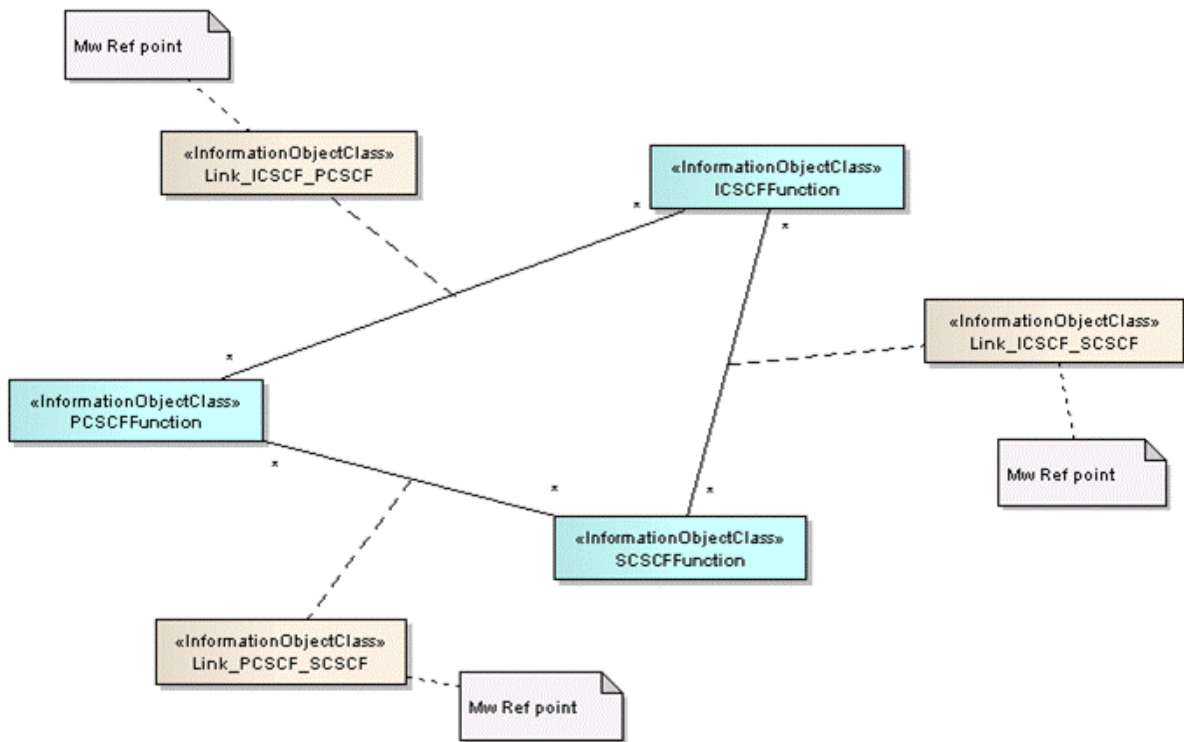 Mw Ref point
«InformationObjectClass»
Link_ICSCF_PCSCF
«InformationObjectClass»
ICSCFFunction
*
*
«InformationObjectClass»
Link_ICSCF_SCSCF
*
«InformationObjectClass»
PCSCFFunction
*
Mw Ref point
*
*
«InformationObjectClass»
SCSCFFunction
«InformationObjectClass»
Link_PCSCF_SCSCF
Mw Ref point